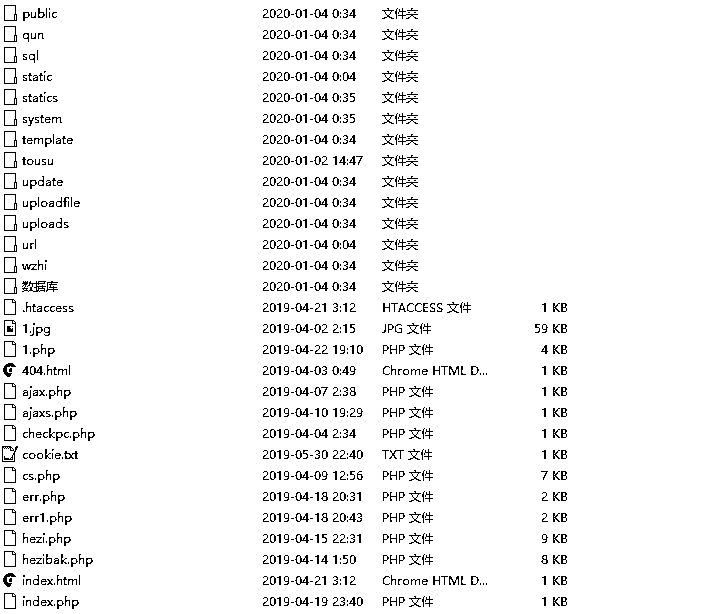 public 2020-01-04 0:34 文件夹
qun 2020-01-04 0:34 文件夹
sql 2020-01-04 0:34 文件夹
static 2020-01-04 0:04 文件夹
statics 2020-01-04 0:35 文件夹
system 2020-01-04 0:35 文件夹
template 2020-01-04 0:34 文件夹
tousu 2020-01-02 14:47 文件夹
update 2020-01-04 0:34 文件夹
uploadfile 2020-01-04 0:34 文件夹
uploads 2020-01-04 0:34 文件夹
url 2020-01-04 0:04 文件夹
wzhi 2020-01-04 0:34 文件夹
数据库 2020-01-04 0:34 文件夹
.htaccess 2019-04-21 3:12 HTACCESS 文件 1 KB
1.jpg 2019-04-02 2:15 JPG 文件 59 KB
1.php 2019-04-22 19:10 PHP 文件 4 KB
404.html 2019-04-03 0:49 Chrome HTML D... 1 KB
ajax.php 2019-04-07 2:38 PHP 文件 1 KB
ajaxs.php 2019-04-10 19:29 PHP 文件 1 KB
checkpc.php 2019-04-04 2:34 PHP 文件 1 KB
cookie.txt 2019-05-30 22:40 TXT 文件 1 KB
cs.php 2019-04-09 12:56 PHP 文件 7 KB
err.php 2019-04-18 20:31 PHP 文件 2 KB
err1.php 2019-04-18 20:43 PHP 文件 2 KB
hezi.php 2019-04-15 22:31 PHP 文件 9 KB
hezibak.php 2019-04-14 1:50 PHP 文件 8 KB
index.html 2019-04-21 3:12 Chrome HTML D... 1 KB
index.php 2019-04-19 23:40 PHP 文件 1 KB